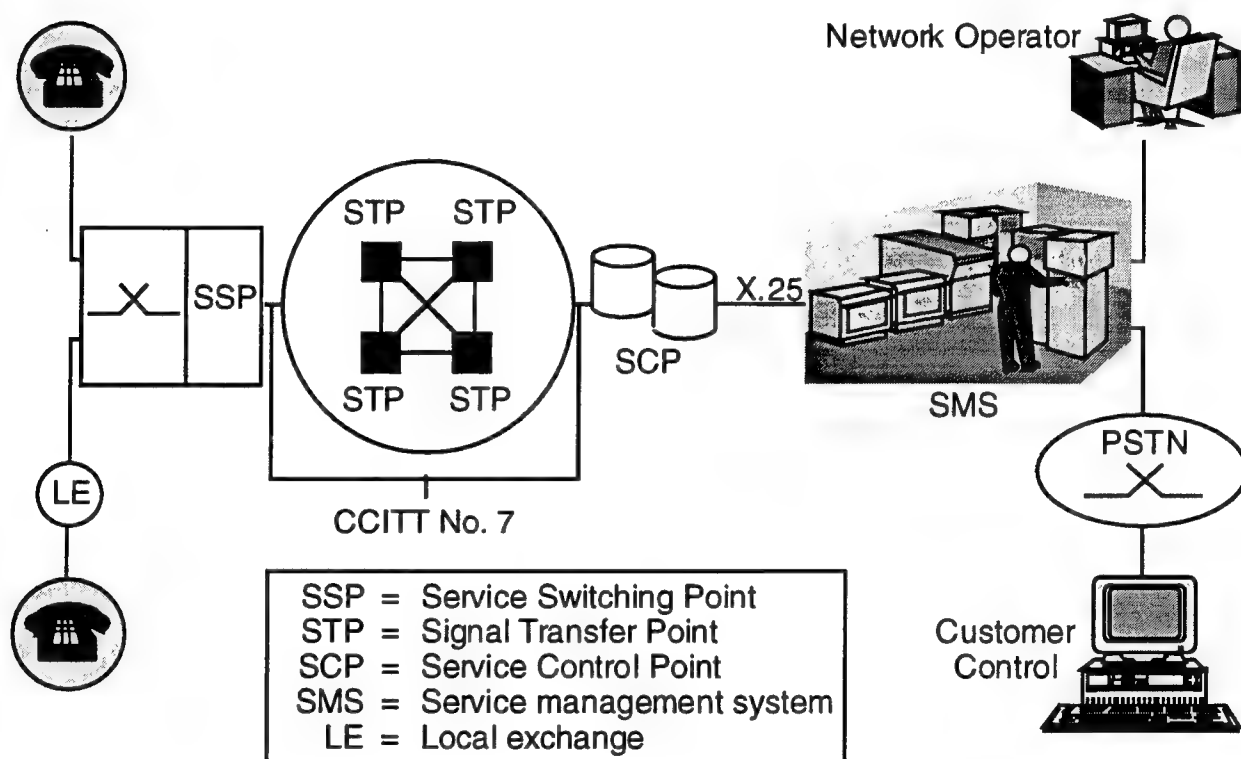 Network Operator
STP STP
SSP
STP STP
SCP
X.25
SMS
LE
CCITT No. 7
PSTN
Customer
Control
SSP = Service Switching Point
STP = Signal Transfer Point
SCP = Service Control Point
SMS = Service management system
LE = Local exchange